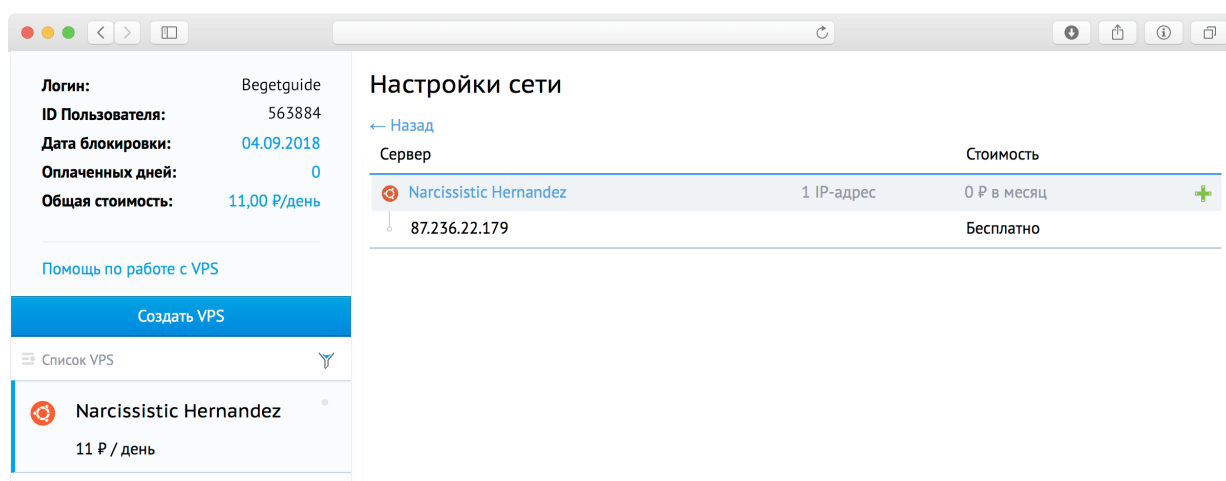 Логин: Begetguide
ID Пользователя: 563884
Дата блокировки: 04.09.2018
Оплаченных дней: 0
Общая стоимость: 11,00 ₽/день
Помощь по работе с VPS
Создать VPS
Список VPS
Narcissistic Hernandez
11 ₽ / день
Настройки сети
← Назад
Сервер Стоимость
Narcissistic Hernandez 1 IP-адрес 0 ₽ в месяц
87.236.22.179 Бесплатно